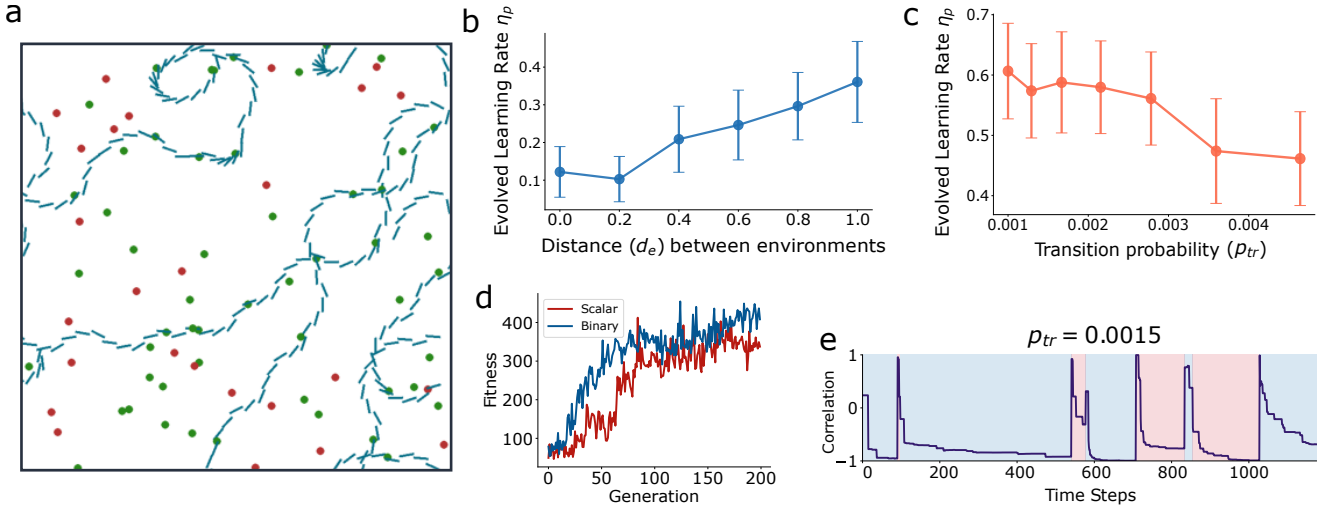 a
b
Evolved Learning Rate ηp
0.4
0.3
0.2
0.1
0.0 0.2 0.4 0.6 0.8 1.0
Distance (de) between environments
c
Evolved Learning Rate ηp
0.7
0.6
0.5
0.4
0.001 0.002 0.003 0.004
Transition probability (ptr)
d
Scalar
Binary
Fitness
400
300
200
100
0 50 100 150 200
Generation
e
ptr = 0.0015
Correlation
1
0
−1
0 200 400 600 800 1000
Time Steps